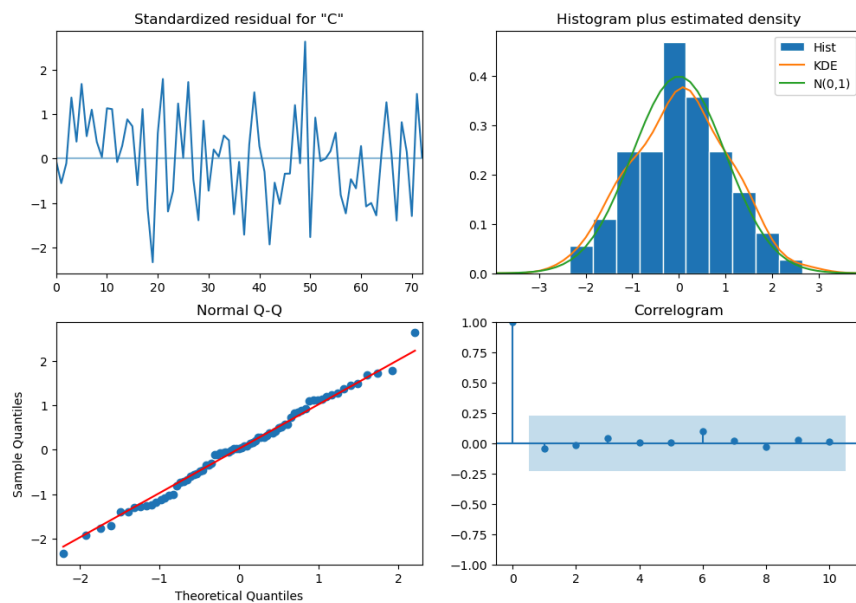 Standardized residual for "C"
2
1
0
−1
−2
0 10 20 30 40 50 60 70
Histogram plus estimated density
Hist
KDE
N(0,1)
0.4
0.3
0.2
0.1
0.0
−3 −2 −1 0 1 2 3
Normal Q-Q
Sample Quantiles
2
1
0
−1
−2
−2 −1 0 1 2
Theoretical Quantiles
Correlogram
1.00
0.75
0.50
0.25
0.00
−0.25
−0.50
−0.75
−1.00
0 2 4 6 8 10